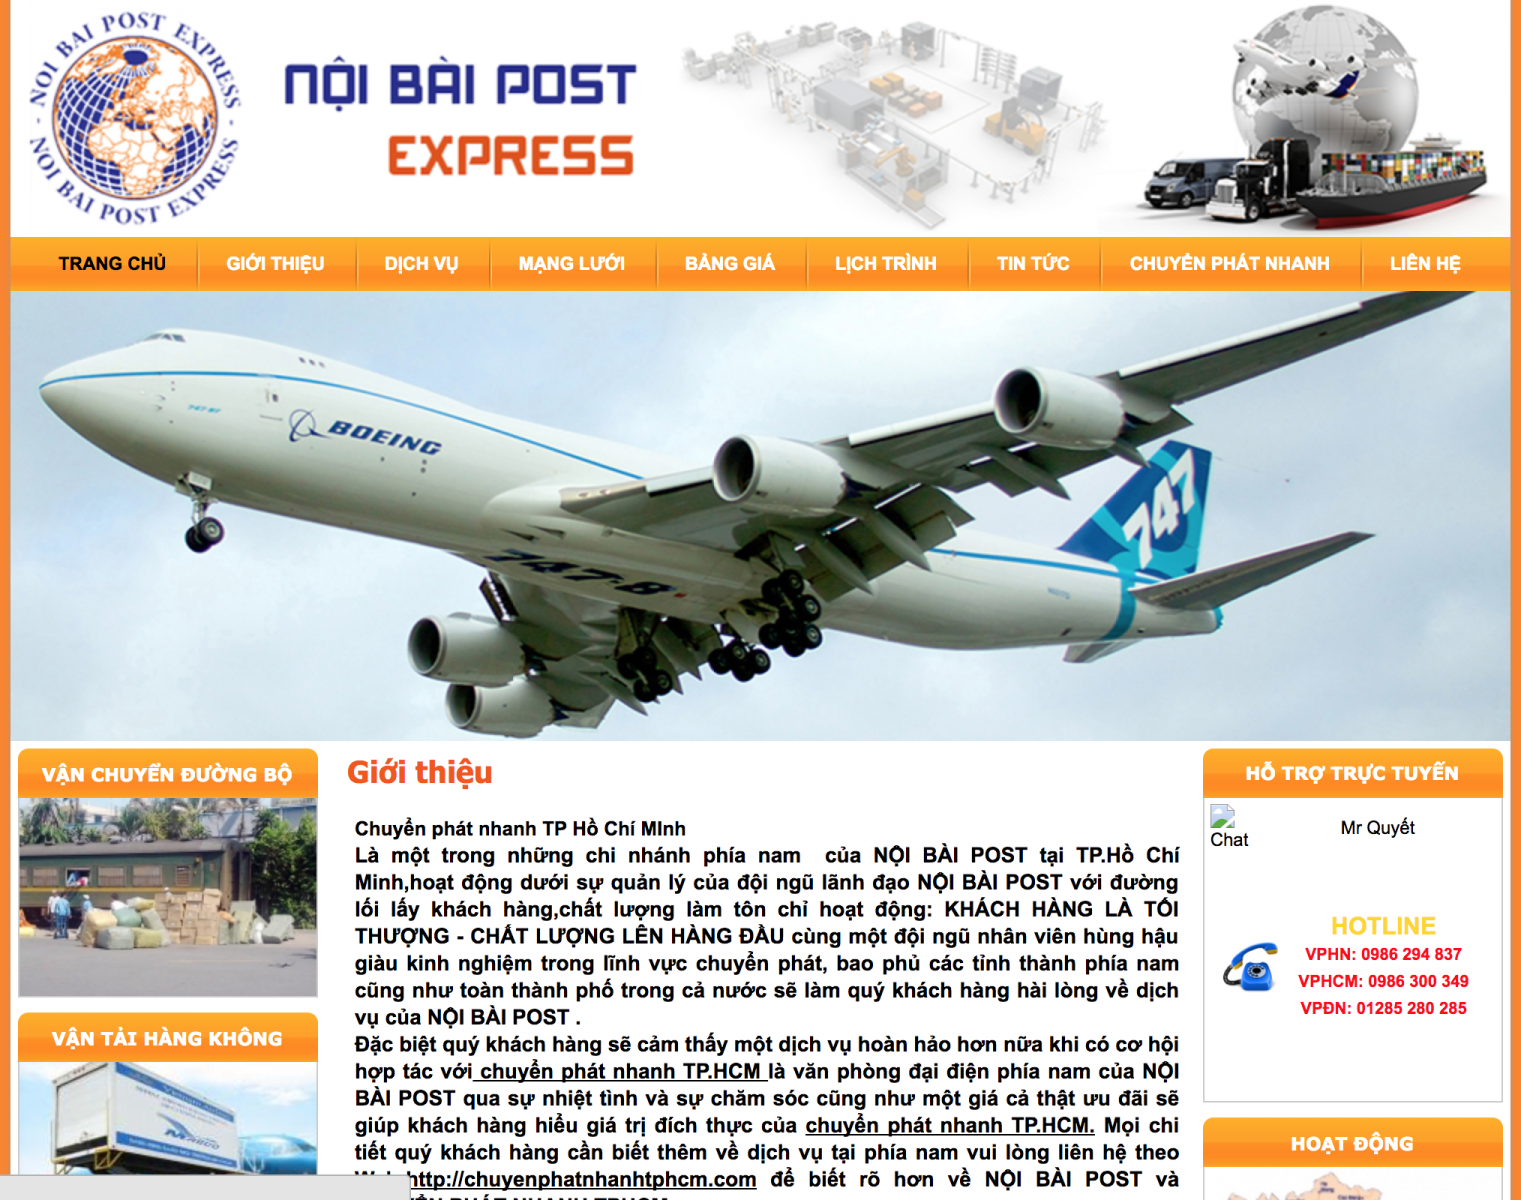 NOI BAI POST EXPRESS
- NOI BAI POST EXPRESS -
NỘI BÀI POST
EXPRESS
TRANG CHỦ
GIỚI THIỆU
DỊCH VỤ
MẠNG LƯỚI
BẢNG GIÁ
LỊCH TRÌNH
TIN TỨC
CHUYỂN PHÁT NHANH
LIÊN HỆ
BOEING
747
747-8
VẬN CHUYỂN ĐƯỜNG BỘ
VẬN TẢI HÀNG KHÔNG
Giới thiệu
Chuyển phát nhanh TP Hồ Chí MInh
Là một trong những chi nhánh phía nam của NỘI BÀI POST tại TP.Hồ Chí
Minh,hoạt động dưới sự quản lý của đội ngũ lãnh đạo NỘI BÀI POST với đường
lối lấy khách hàng,chất lượng làm tôn chỉ hoạt động: KHÁCH HÀNG LÀ TỐI
THƯỢNG - CHẤT LƯỢNG LÊN HÀNG ĐẦU cùng một đội ngũ nhân viên hùng hậu
giàu kinh nghiệm trong lĩnh vực chuyển phát, bao phủ các tỉnh thành phía nam
cũng như toàn thành phố trong cả nước sẽ làm quý khách hàng hài lòng về dịch
vụ của NỘI BÀI POST .
Đặc biệt quý khách hàng sẽ cảm thấy một dịch vụ hoàn hảo hơn nữa khi có cơ hội
hợp tác với chuyển phát nhanh TP.HCM là văn phòng đại điện phía nam của NỘI
BÀI POST qua sự nhiệt tình và sự chăm sóc cũng như một giá cả thật ưu đãi sẽ
giúp khách hàng hiểu giá trị đích thực của chuyển phát nhanh TP.HCM. Mọi chi
tiết quý khách hàng cần biết thêm về dịch vụ tại phía nam vui lòng liên hệ theo
http://chuyenphatnhanhtphcm.com để biết rõ hơn về NỘI BÀI POST và
HỖ TRỢ TRỰC TUYẾN
Chat
Mr Quyết
HOTLINE
VPHN: 0986 294 837
VPHCM: 0986 300 349
VPĐN: 01285 280 285
HOẠT ĐỘNG